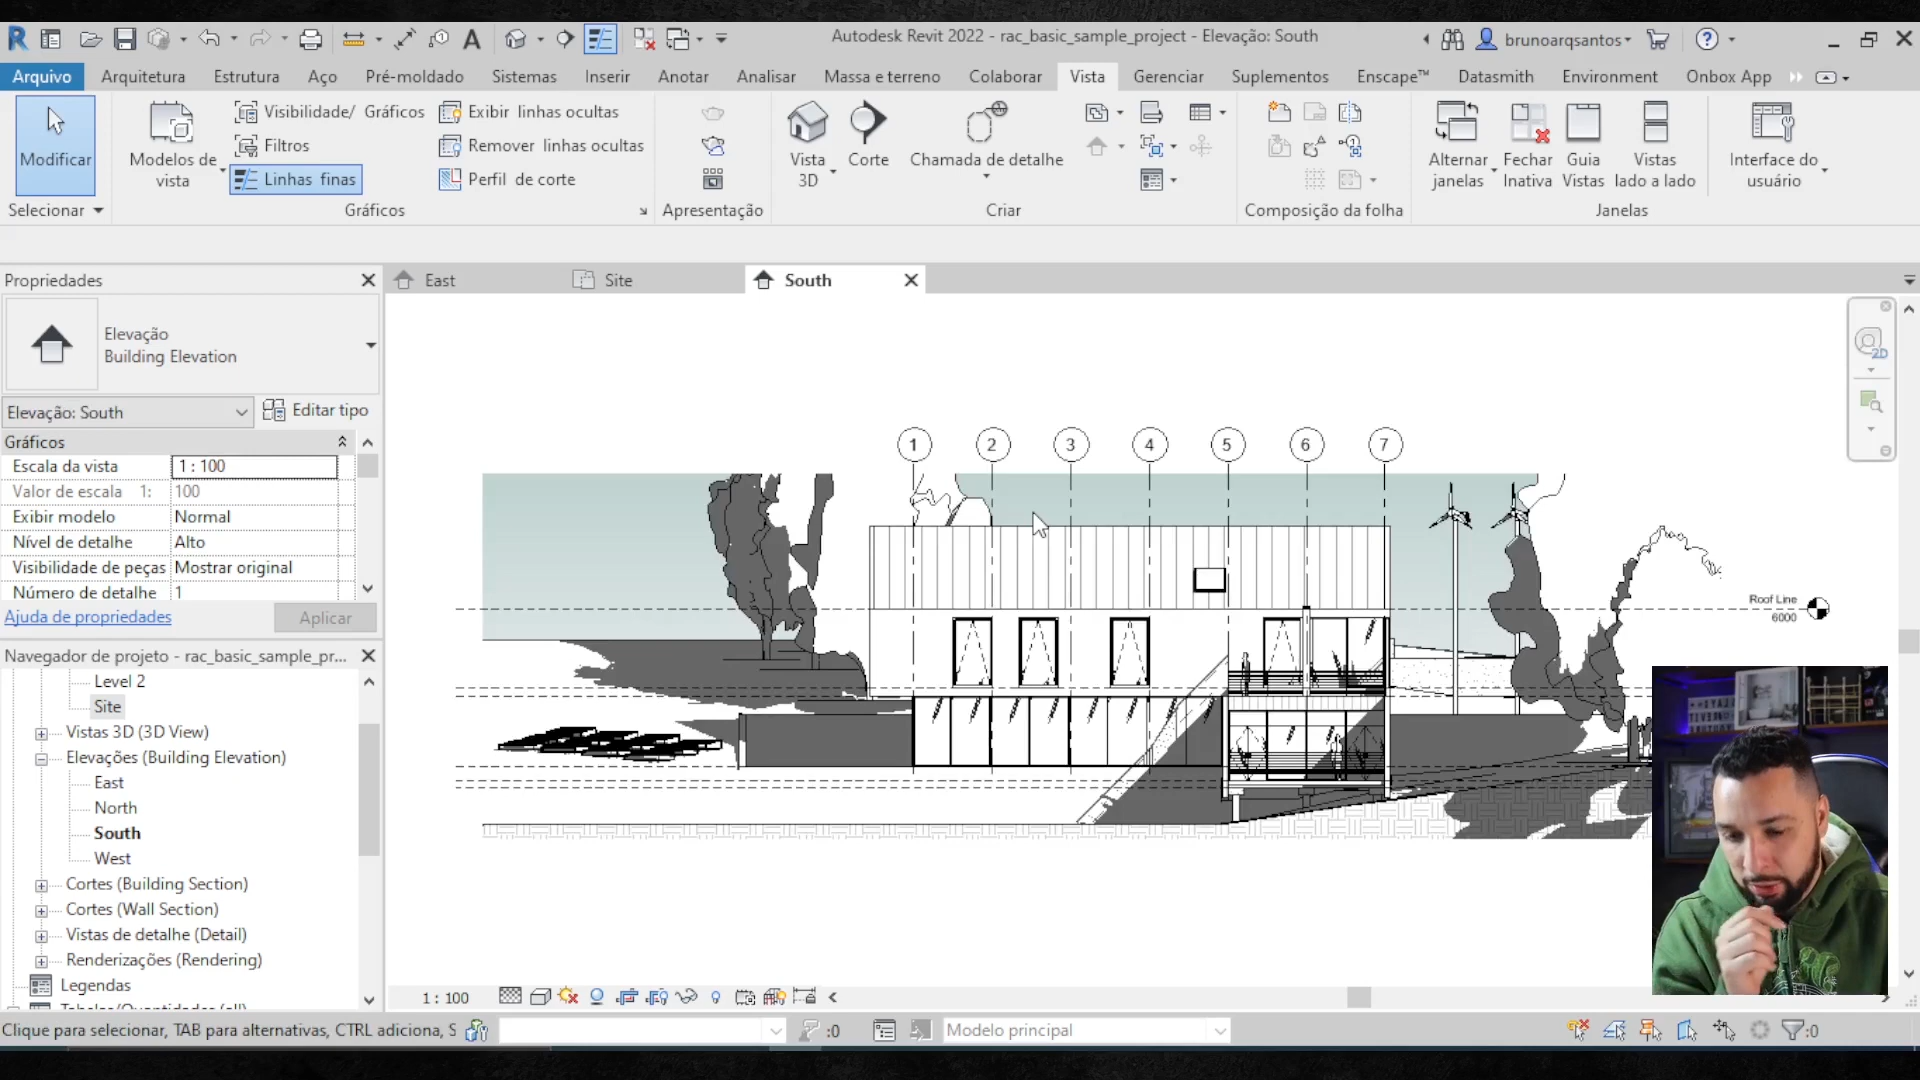 Autodesk Revit 2022 - rac_basic_sample_project - Elevação: South
brunoarqsantos
Arquivo Arquitetura Estrutura Aço Pré-moldado Sistemas Inserir Anotar Analisar Massa e terreno Colaborar Vista Gerenciar Suplementos Enscape™ Datasmith Environment Onbox App
Modificar
Modelos de vista
Visibilidade/ Gráficos
Filtros
Linhas finas
Exibir linhas ocultas
Remover linhas ocultas
Perfil de corte
Vista 3D
Corte
Chamada de detalhe
Alternar janelas
Fechar Inativa
Guia Vistas
Vistas lado a lado
Interface do usuário
Selecionar
Gráficos
Apresentação
Criar
Composição da folha
Janelas
Propriedades
East
Site
South
Elevação
Building Elevation
Elevação: South
Editar tipo
Gráficos
Escala da vista 1 : 100
Valor de escala 1: 100
Exibir modelo Normal
Nível de detalhe Alto
Visibilidade de peças Mostrar original
Número de detalhe 1
Ajuda de propriedades
Aplicar
Navegador de projeto - rac_basic_sample_pr...
Level 2
Site
Vistas 3D (3D View)
Elevações (Building Elevation)
East
North
South
West
Cortes (Building Section)
Cortes (Wall Section)
Vistas de detalhe (Detail)
Renderizações (Rendering)
Legendas
2D
1 2 3 4 5 6 7
Roof Line
6000
1 : 100
Clique para selecionar, TAB para alternativas, CTRL adiciona, S
:0
Modelo principal
:0